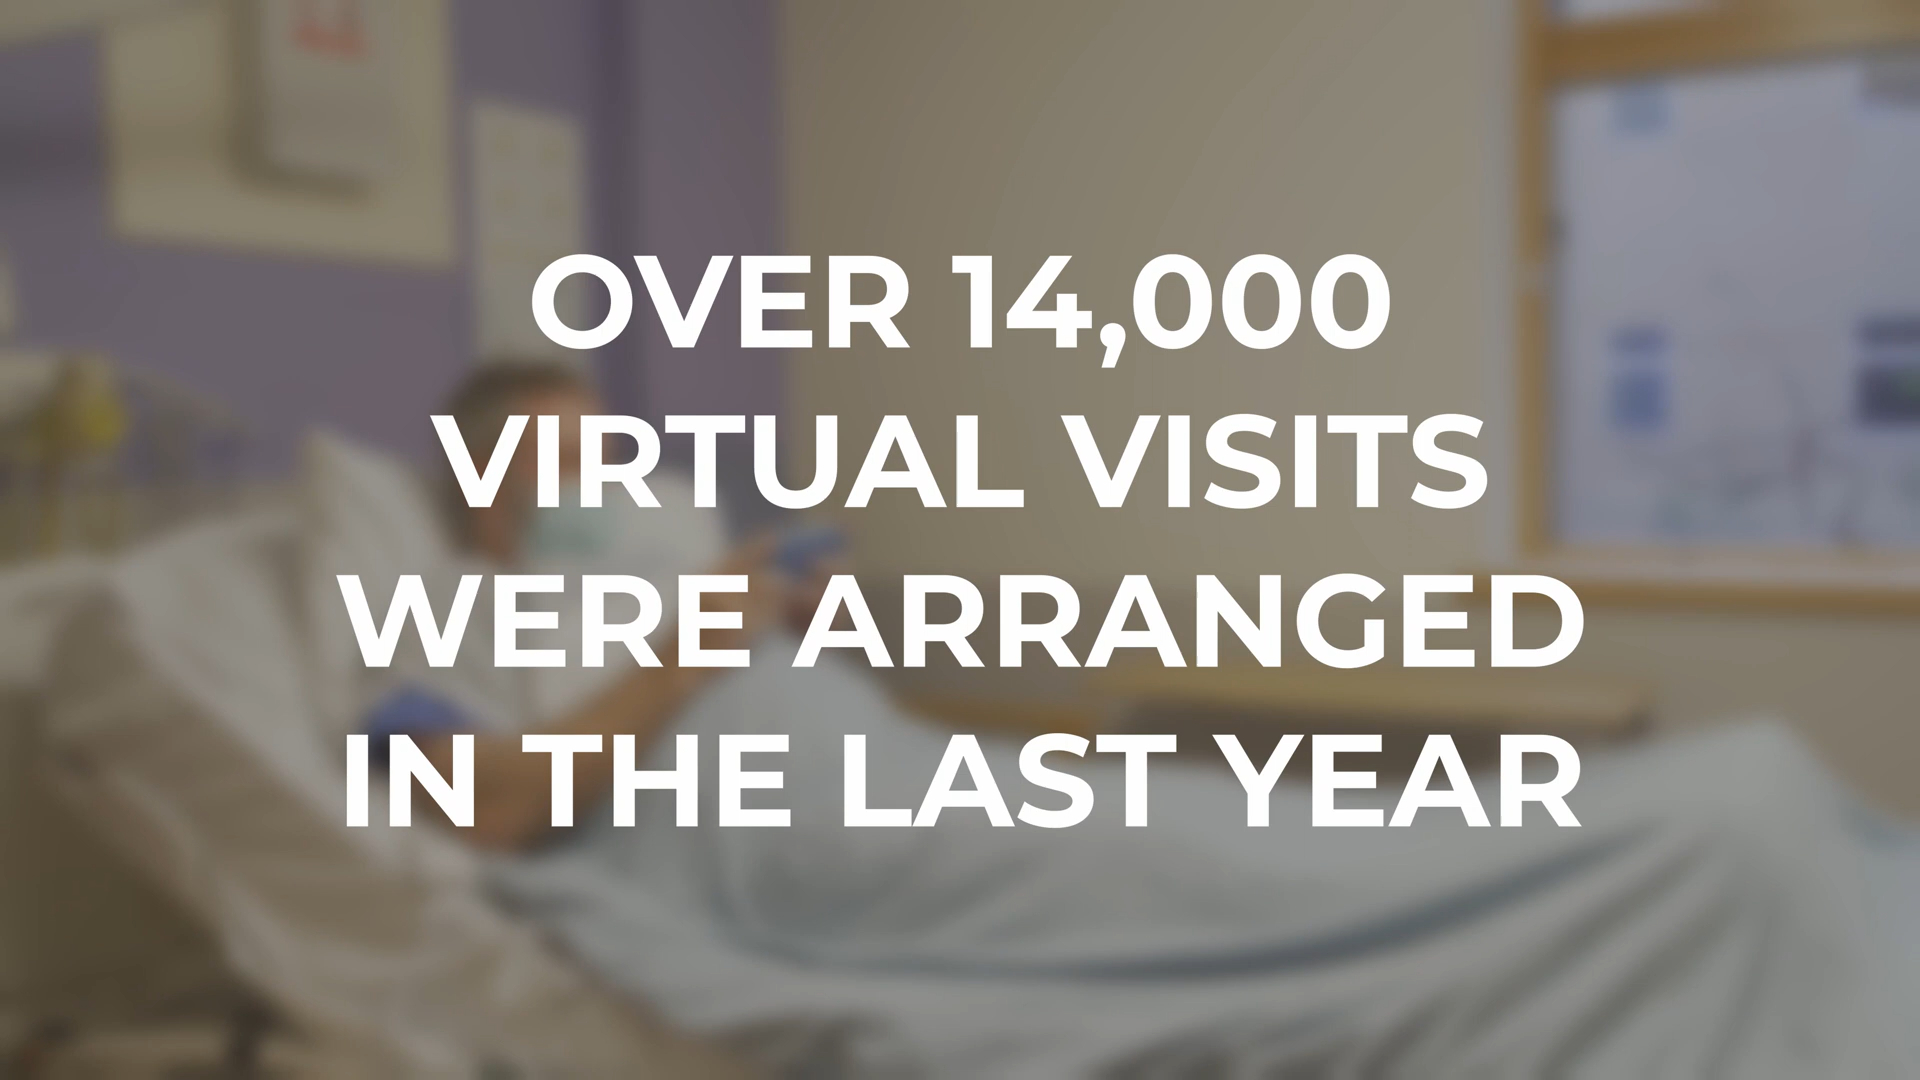 OVER 14,000
VIRTUAL VISITS
WERE ARRANGED
IN THE LAST YEAR